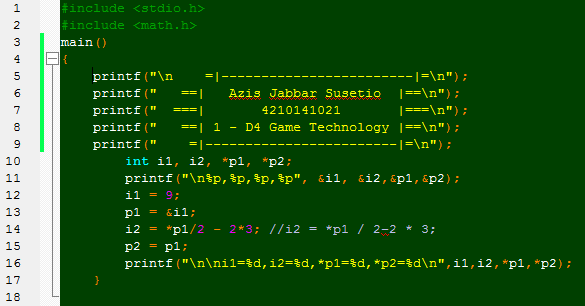 1 #include <stdio.h>
2 #include <math.h>
3 main()
4 {
5 printf("\n    =|-------------------------|=\n");
6 printf("   ==|   Azis Jabbar Susetio  |==\n");
7 printf("  ===|       4210141021       |===\n");
8 printf("   ==| 1 - D4 Game Technology |==\n");
9 printf("    =|-------------------------|=\n");
10 int i1, i2, *p1, *p2;
11 printf("\n%p,%p,%p,%p", &i1, &i2,&p1,&p2);
12 i1 = 9;
13 p1 = &i1;
14 i2 = *p1/2 - 2*3; //i2 = *p1 / 2-2 * 3;
15 p2 = p1;
16 printf("\n\ni1=%d,i2=%d,*p1=%d,*p2=%d\n",i1,i2,*p1,*p2);
17 }
18